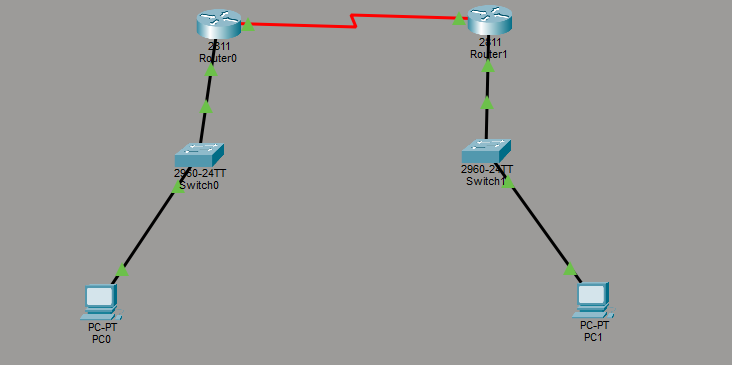 2811
Router0
2811
Router1
2960-24TT
Switch0
2960-24TT
Switch1
PC-PT
PC0
PC-PT
PC1